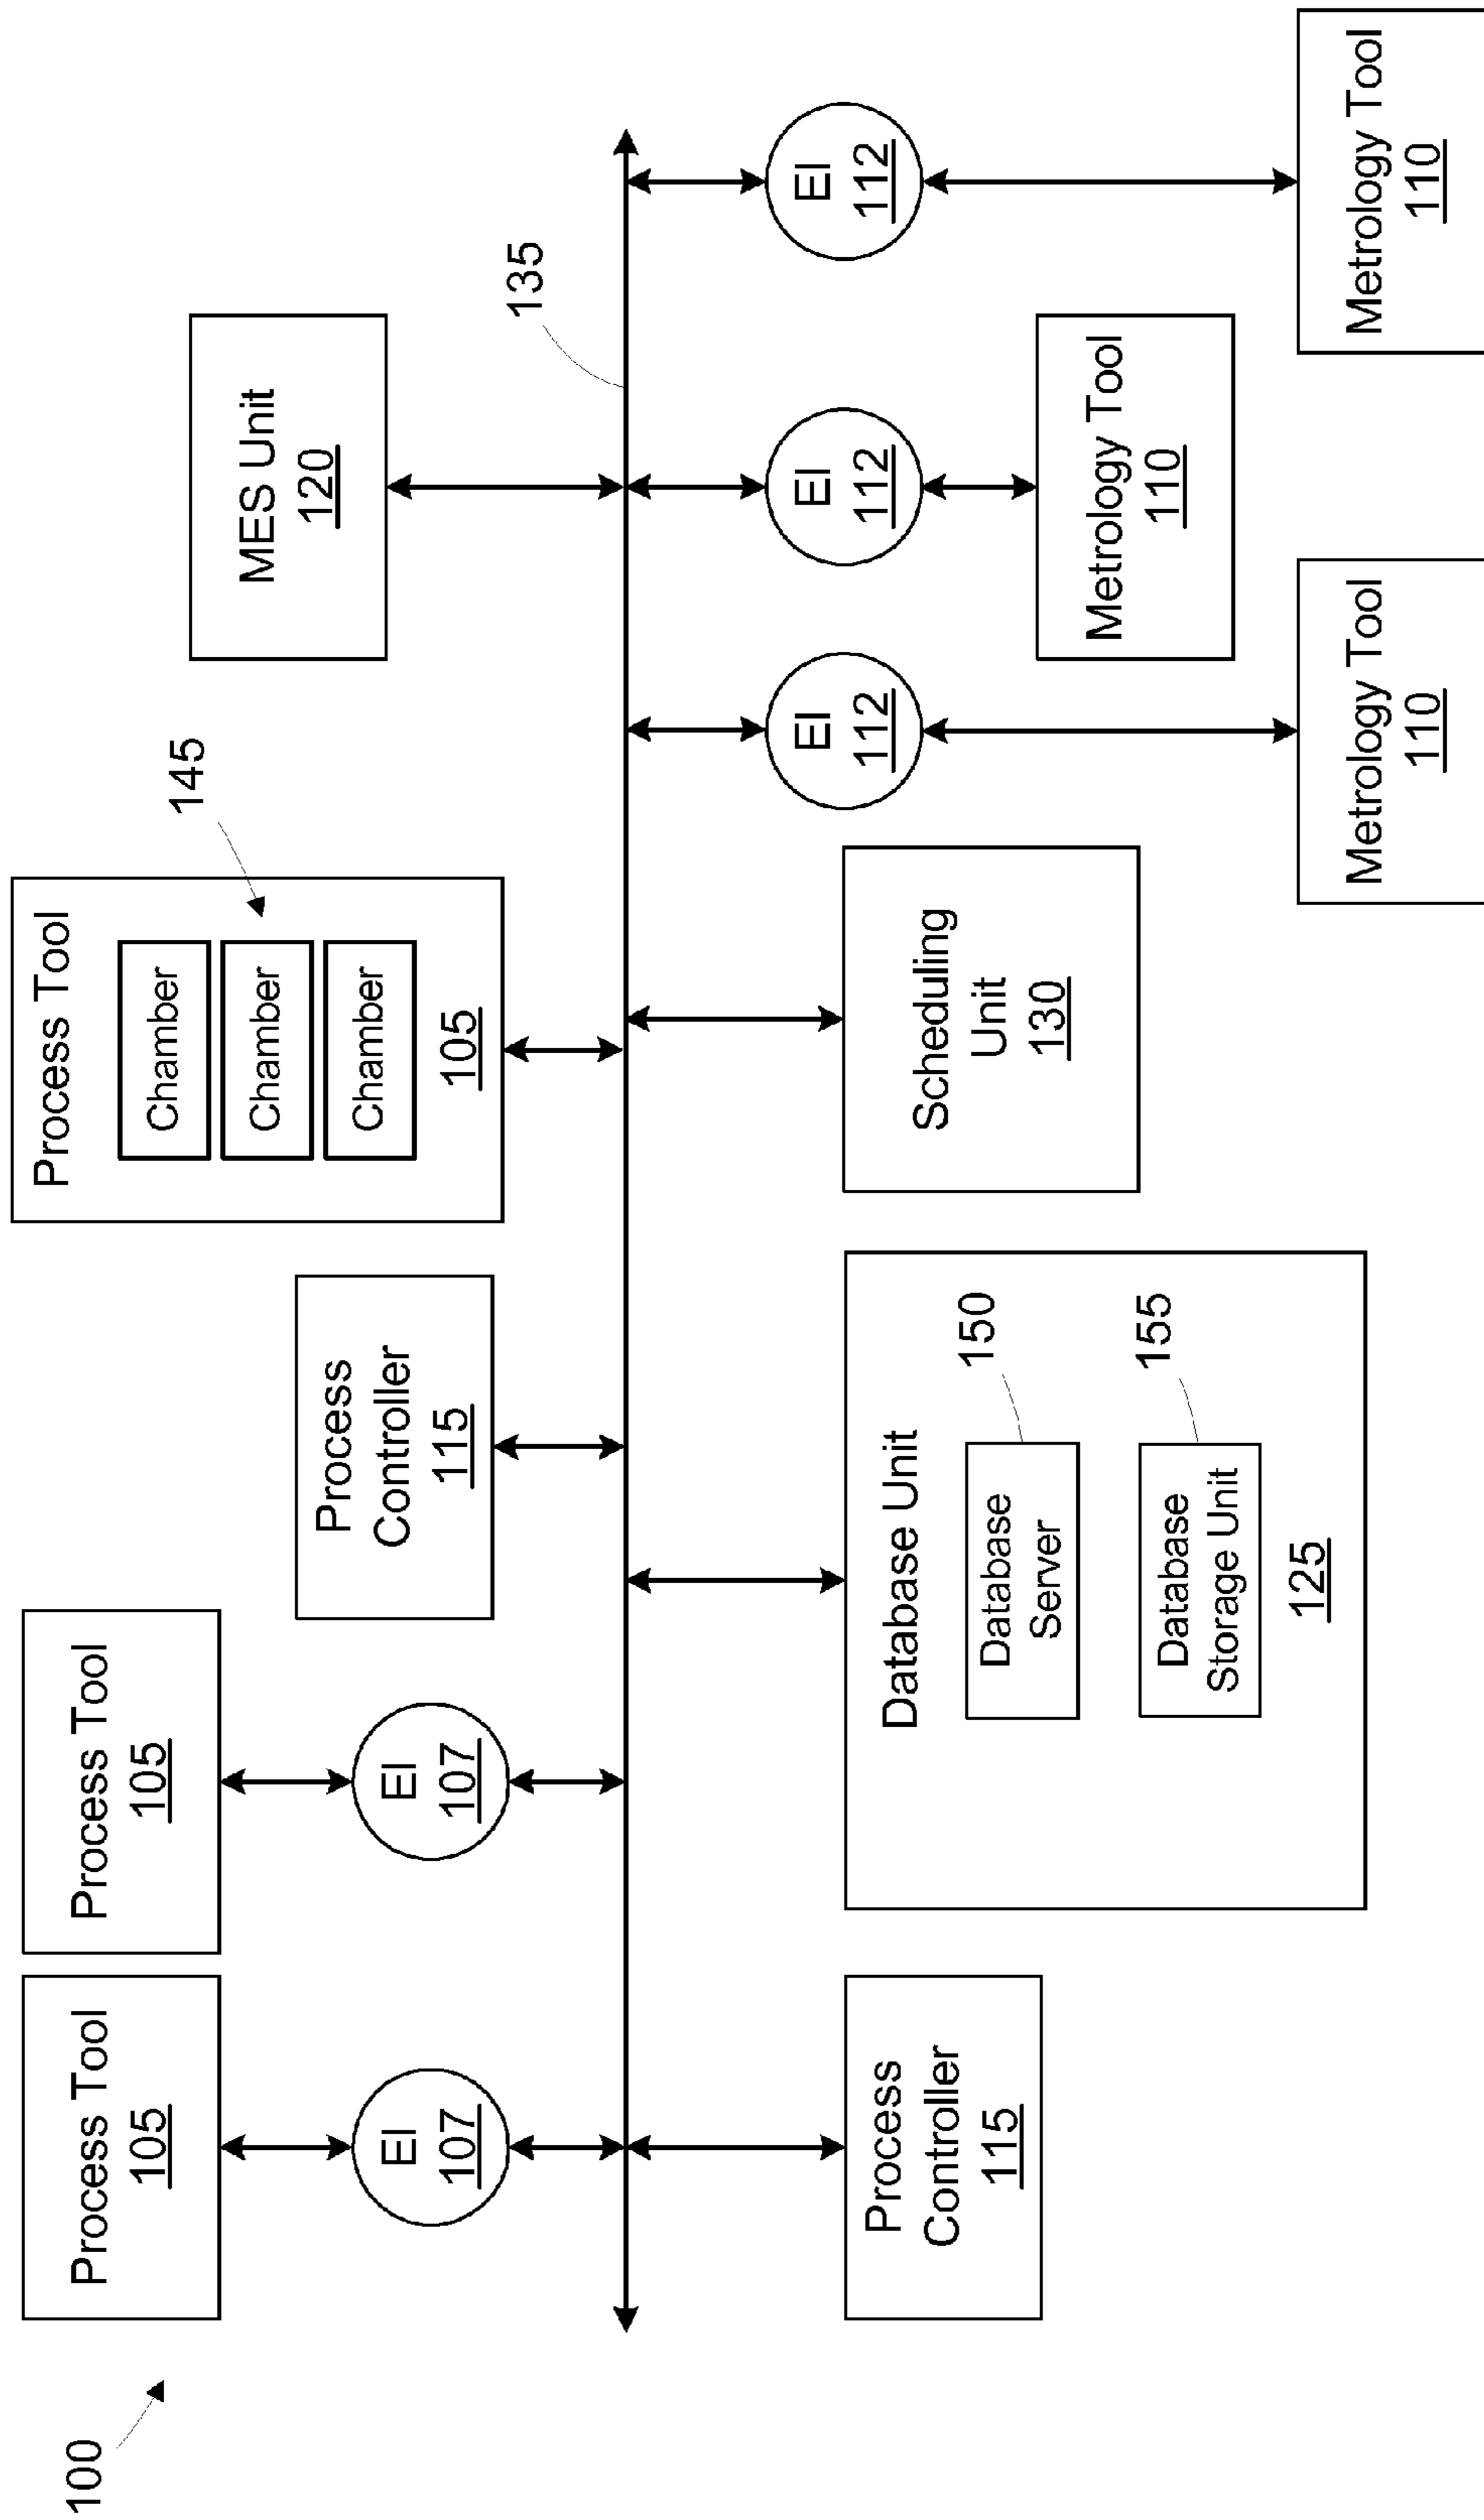 100
Process Tool
105
Process Tool
105
Process Tool
Chamber
Chamber
Chamber
105
145
MES Unit
120
EI
107
EI
107
Process
Controller
115
135
Process
Controller
115
Database Unit
Database
Server
150
Database
Storage Unit
155
125
Scheduling
Unit
130
EI
112
EI
112
EI
112
Metrology Tool
110
Metrology Tool
110
Metrology Tool
110